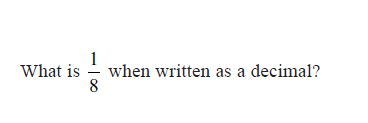 What is 1/8 when written as a decimal?